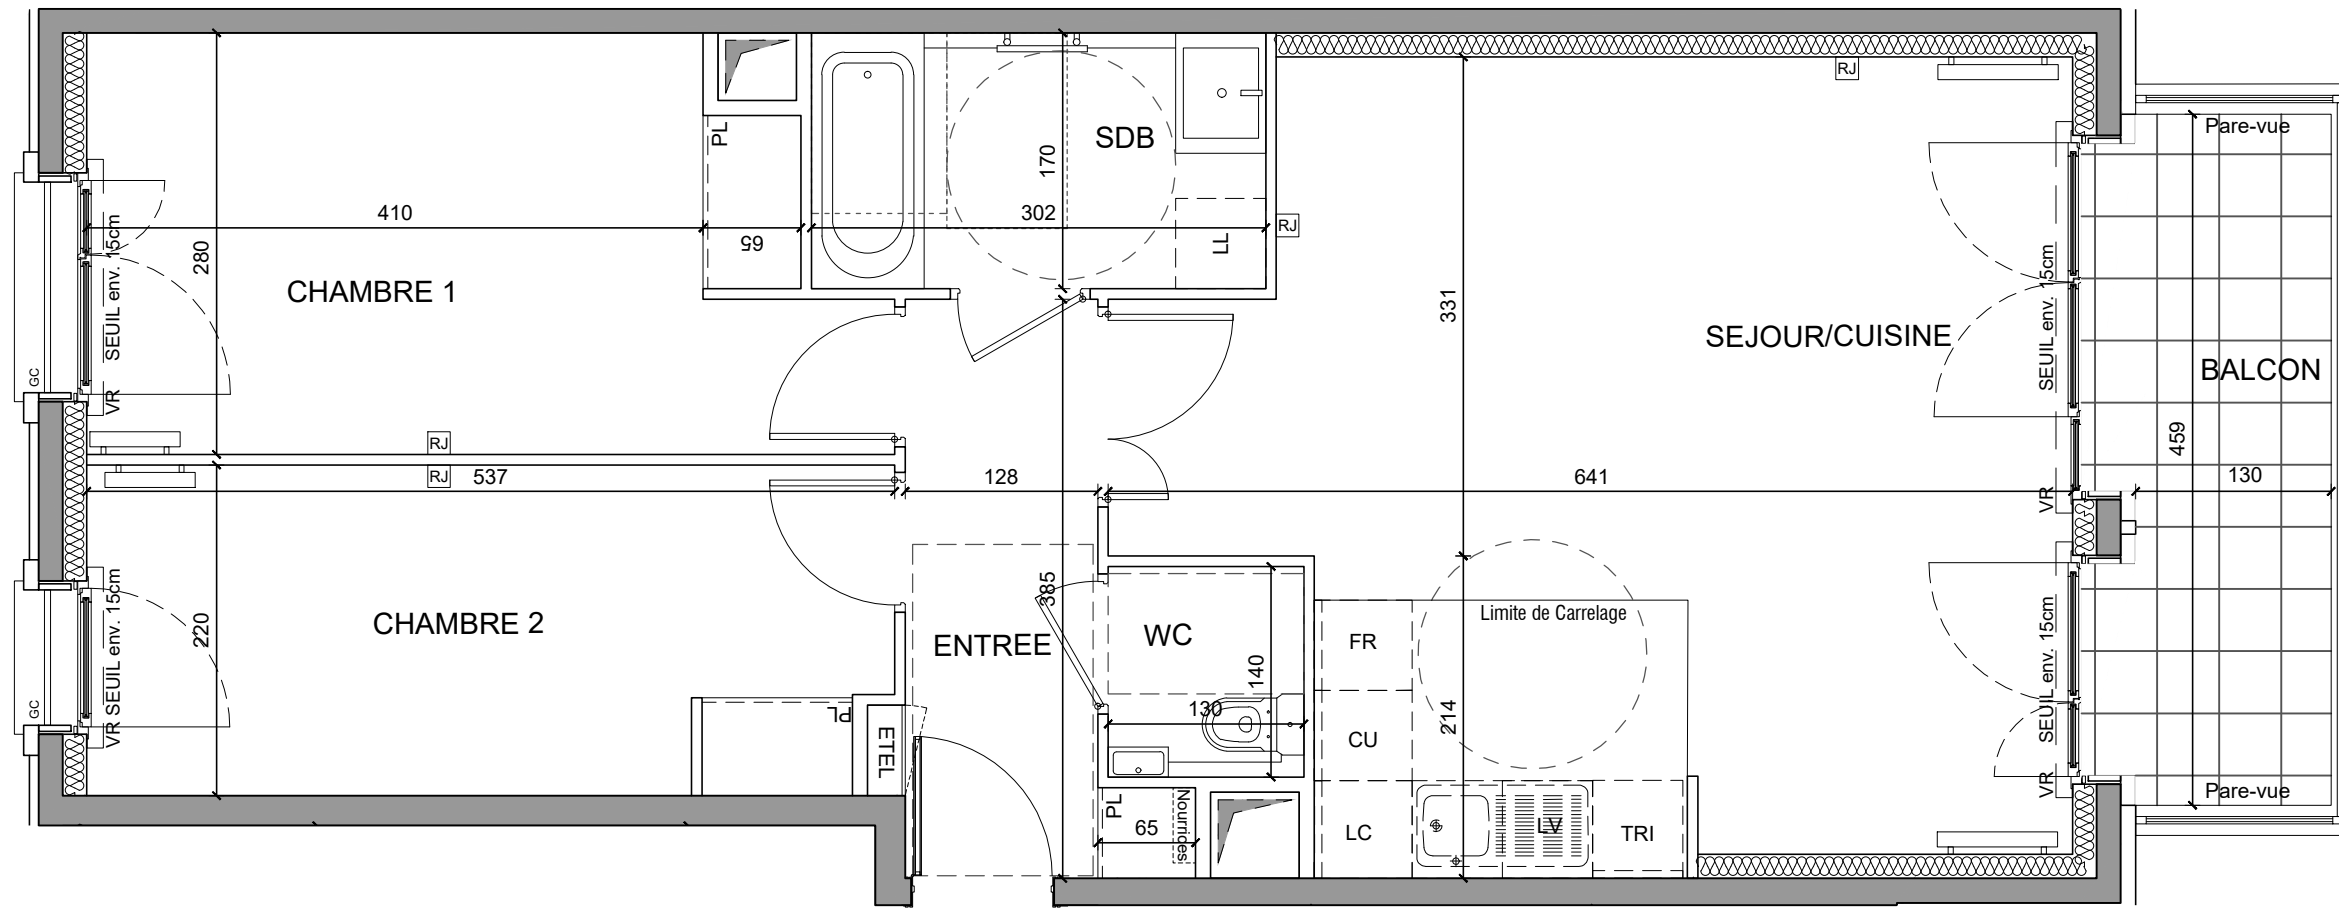 RJ
Pare-vue
PL
SDB
170
410
302
65
RJ
LL
SEUIL env. 15cm
280
CHAMBRE 1
331
SEJOUR/CUISINE
SEUIL env. 15cm
BALCON
GC
VR
459
RJ
RJ
537
128
641
130
VR
SEUIL env. 15cm
220
CHAMBRE 2
385
ENTREE
WC
140
130
FR
Limite de Carrelage
CU
214
SEUIL env. 15cm
GC
VR
PL
ETEL
VR
Pare-vue
PL
65
Nourrices
LC
LV
TRI